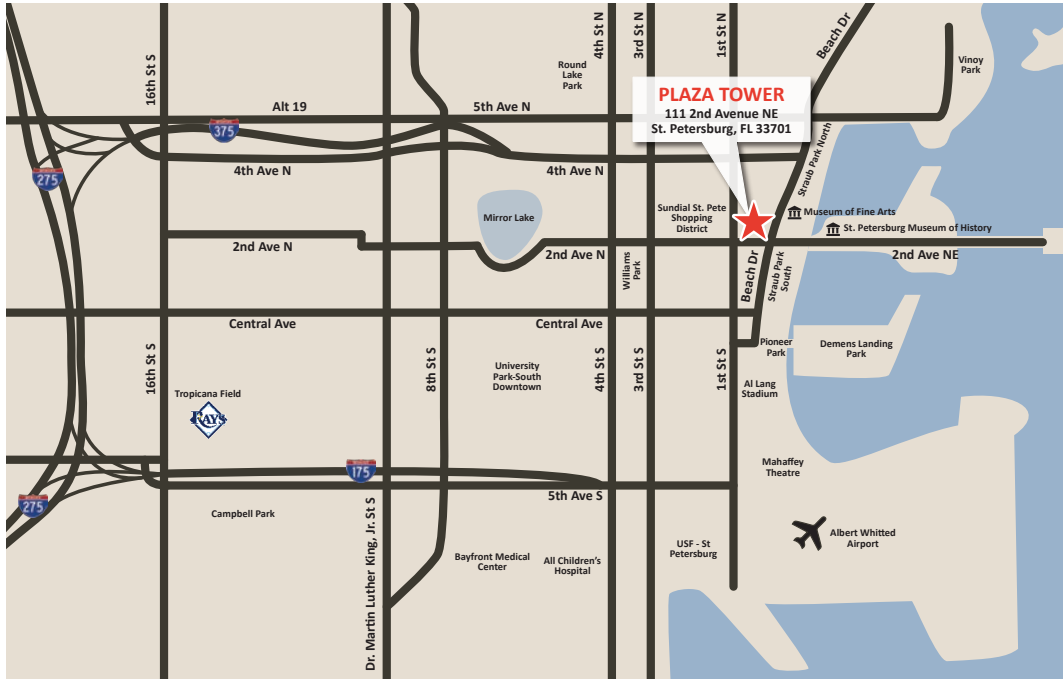 16th St S
4th St N
3rd St N
1st St N
Beach Dr
Round
Lake
Park
Vinoy
Park
PLAZA TOWER
111 2nd Avenue NE
St. Petersburg, FL 33701
Alt 19
5th Ave N
375
275
4th Ave N
4th Ave N
Straub Park North
Mirror Lake
Sundial St. Pete
Shopping
District
Museum of Fine Arts
St. Petersburg Museum of History
2nd Ave N
2nd Ave N
2nd Ave NE
Williams
Park
Beach Dr
Straub Park
South
Central Ave
Central Ave
16th St S
8th St S
4th St S
3rd St S
1st St S
Pioneer
Park
Demens Landing
Park
University
Park-South
Downtown
Al Lang
Stadium
Tropicana Field
RAYS
Mahaffey
Theatre
175
275
5th Ave S
Campbell Park
Dr. Martin Luther King, Jr. St S
Bayfront Medical
Center
All Children's
Hospital
USF - St
Petersburg
Albert Whitted
Airport